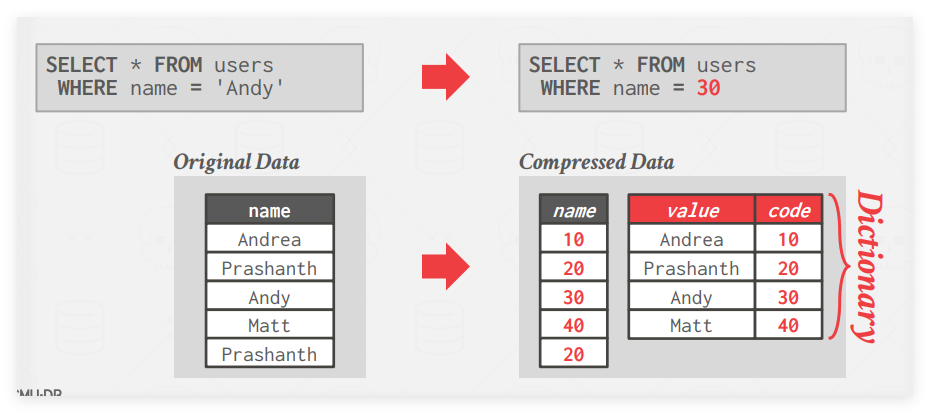 SELECT * FROM users
WHERE name = 'Andy'
SELECT * FROM users
WHERE name = 30
Original Data
name
Andrea
Prashanth
Andy
Matt
Prashanth
Compressed Data
name
10
20
30
40
20
value code
Andrea 10
Prashanth 20
Andy 30
Matt 40
Dictionary